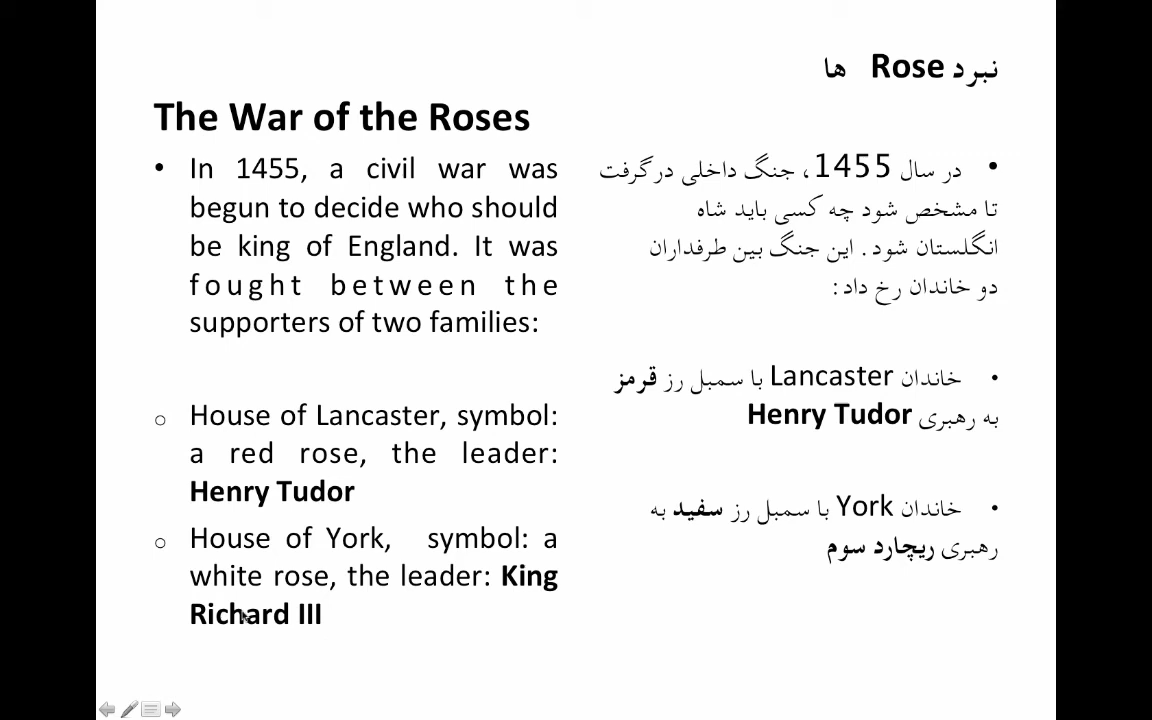 نبرد Rose ها
The War of the Roses
• In 1455, a civil war was
begun to decide who should
be king of England. It was
fought between the
supporters of two families:
○ House of Lancaster, symbol:
a red rose, the leader:
Henry Tudor
○ House of York, symbol: a
white rose, the leader: King
Richard III
• در سال 1455، جنگ داخلی درگرفت
تا مشخص شود چه کسی باید شاه
انگلستان شود. این جنگ بین طرفداران
دو خاندان رخ داد:
• خاندان Lancaster با سمبل رز قرمز
به رهبری Henry Tudor
• خاندان York با سمبل رز سفید به
رهبری ریچارد سوم